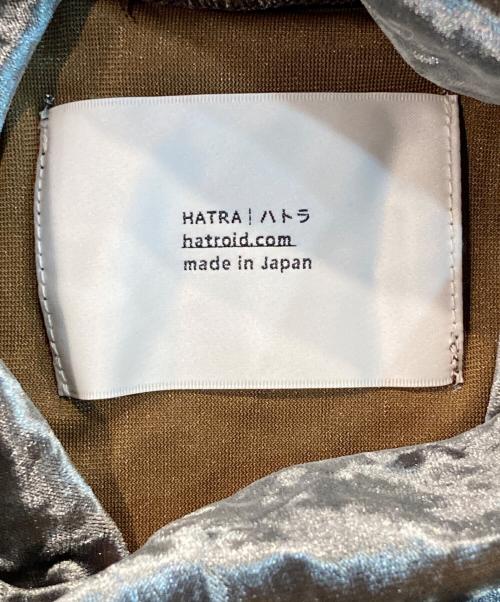 HATRA | ハトラ
hatroid.com
made in Japan